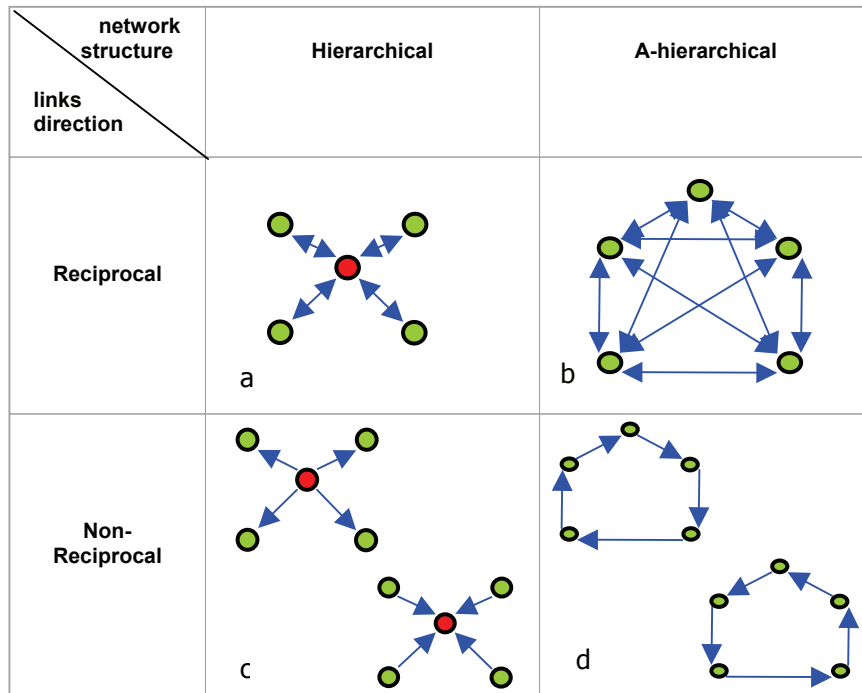 network
structure
links
direction
Hierarchical
A-hierarchical
Reciprocal
a
b
Non-
Reciprocal
c
d